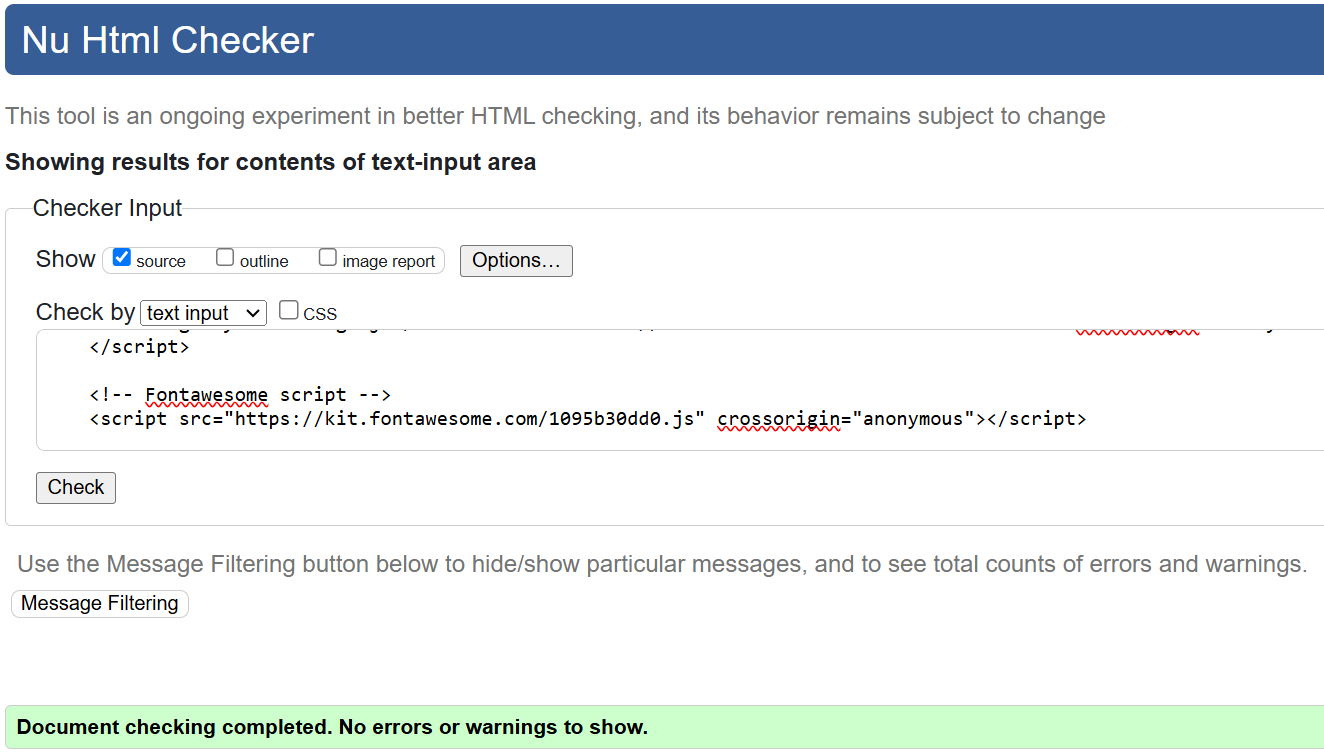 Nu Html Checker
This tool is an ongoing experiment in better HTML checking, and its behavior remains subject to change
Showing results for contents of text-input area
Checker Input
Show source outline image report Options...
Check by text input CSS
</script>
<!-- Fontawesome script -->
<script src="https://kit.fontawesome.com/1095b30dd0.js" crossorigin="anonymous"></script>
Check
Use the Message Filtering button below to hide/show particular messages, and to see total counts of errors and warnings.
Message Filtering
Document checking completed. No errors or warnings to show.